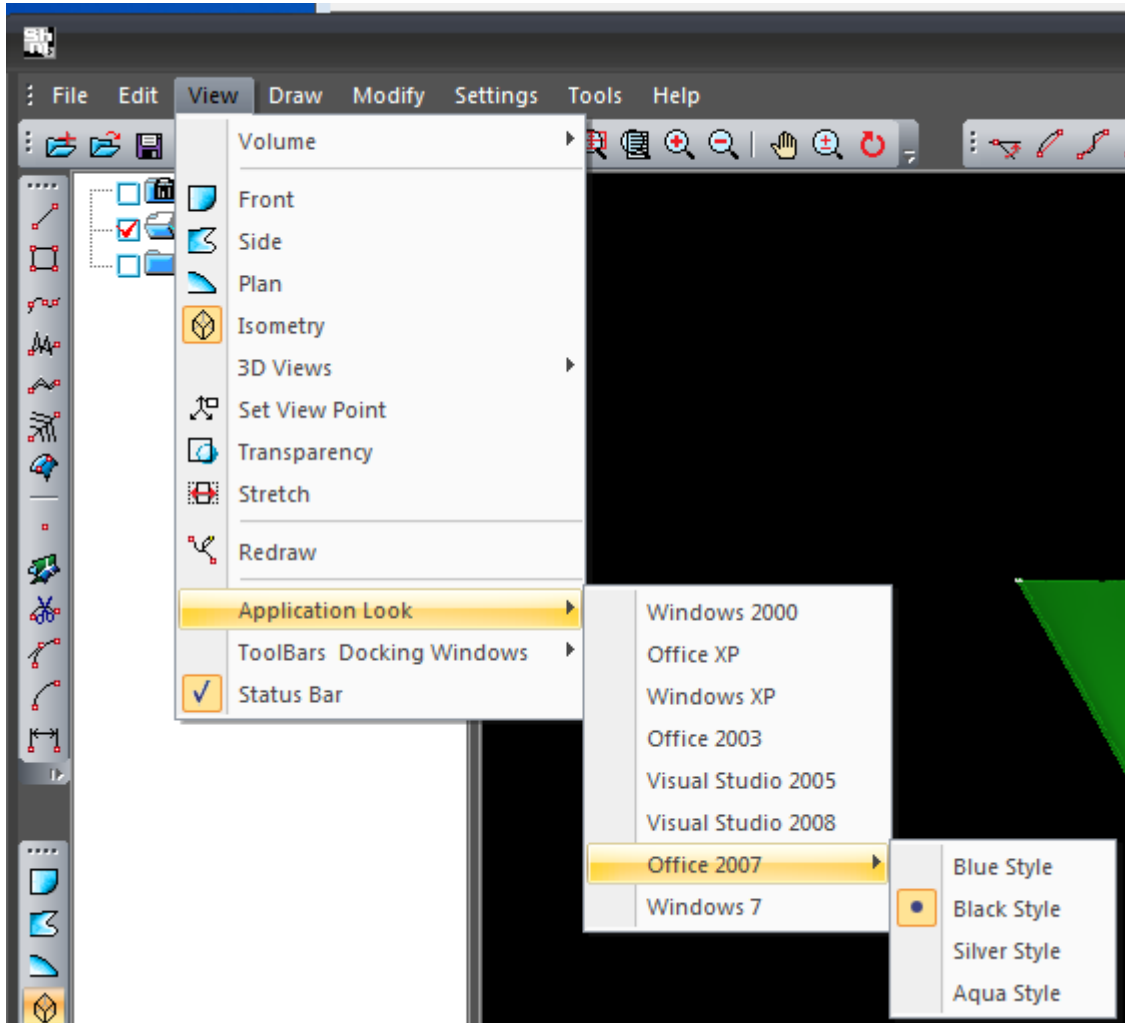 File Edit View Draw Modify Settings Tools Help
Volume
Front
Side
Plan
Isometry
3D Views
Set View Point
Transparency
Stretch
Redraw
Application Look
ToolBars Docking Windows
Status Bar
Windows 2000
Office XP
Windows XP
Office 2003
Visual Studio 2005
Visual Studio 2008
Office 2007
Windows 7
Blue Style
Black Style
Silver Style
Aqua Style